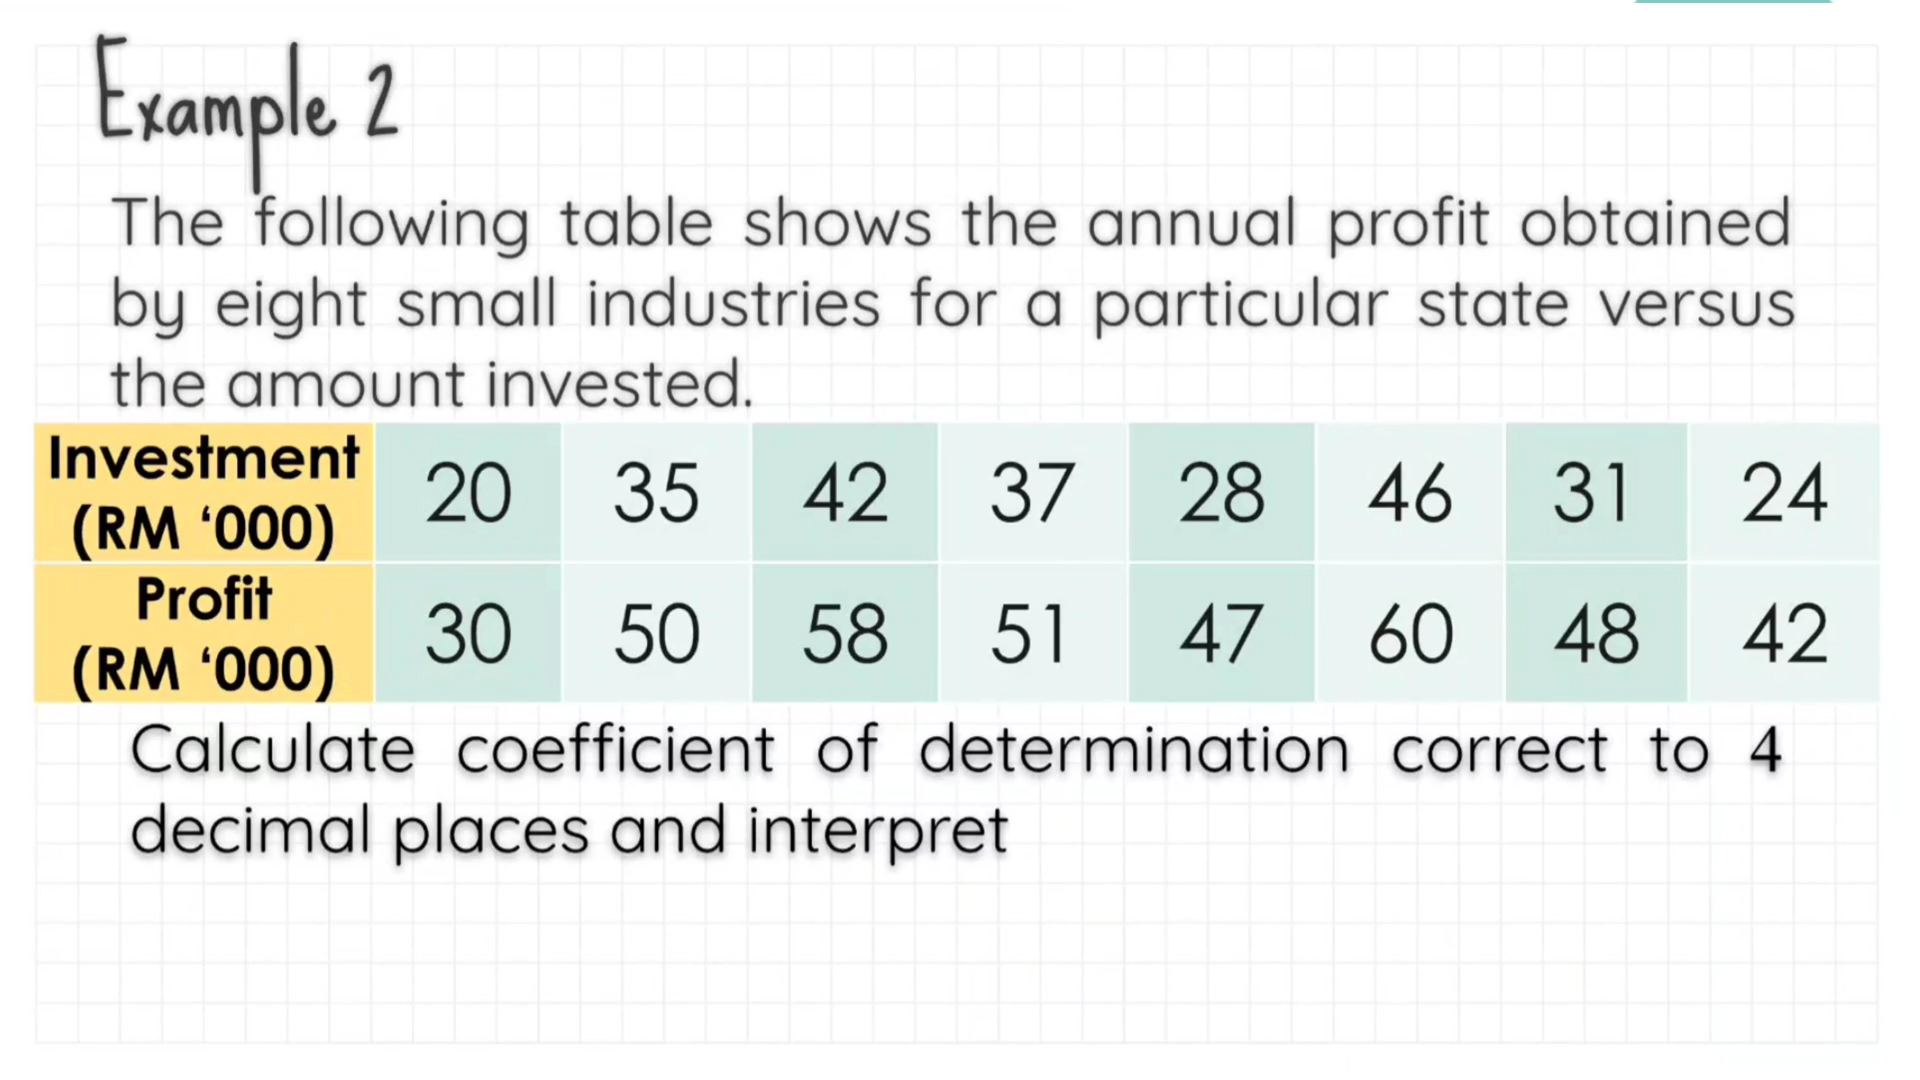 Example 2
The following table shows the annual profit obtained
by eight small industries for a particular state versus
the amount invested.
Investment
(RM ‘000) 20 35 42 37 28 46 31 24
Profit
(RM ‘000) 30 50 58 51 47 60 48 42
Calculate coefficient of determination correct to 4
decimal places and interpret